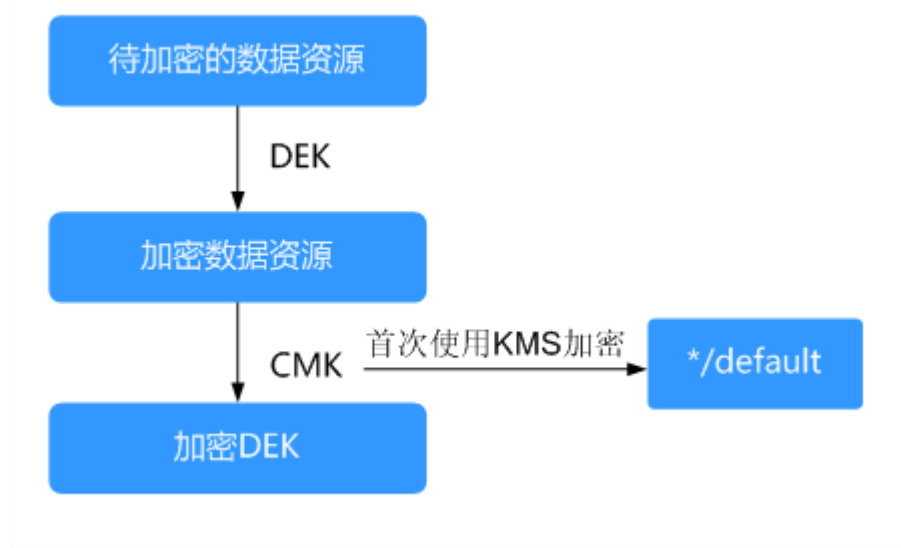 待加密的数据资源
DEK
加密数据资源
CMK
首次使用KMS加密
*/default
加密DEK